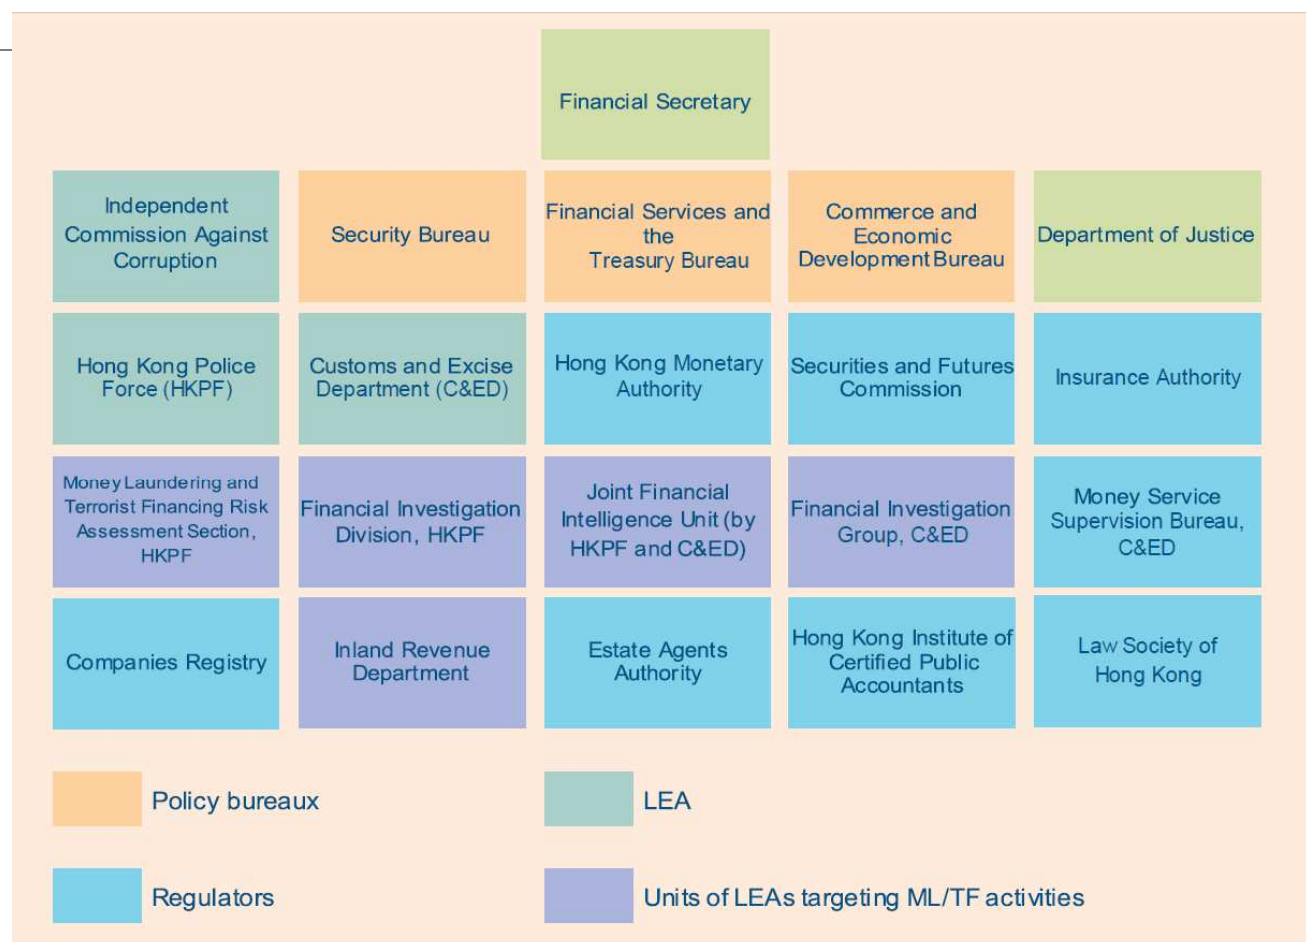 Financial Secretary
Independent
Commission Against
Corruption
Security Bureau
Financial Services and
the
Treasury Bureau
Commerce and
Economic
Development Bureau
Department of Justice
Hong Kong Police
Force (HKPF)
Customs and Excise
Department (C&ED)
Hong Kong Monetary
Authority
Securities and Futures
Commission
Insurance Authority
Money Laundering and
Terrorist Financing Risk
Assessment Section,
HKPF
Financial Investigation
Division, HKPF
Joint Financial
Intelligence Unit (by
HKPF and C&ED)
Financial Investigation
Group, C&ED
Money Service
Supervision Bureau,
C&ED
Companies Registry
Inland Revenue
Department
Estate Agents
Authority
Hong Kong Institute of
Certified Public
Accountants
Law Society of
Hong Kong
Policy bureaux
LEA
Regulators
Units of LEAs targeting ML/TF activities